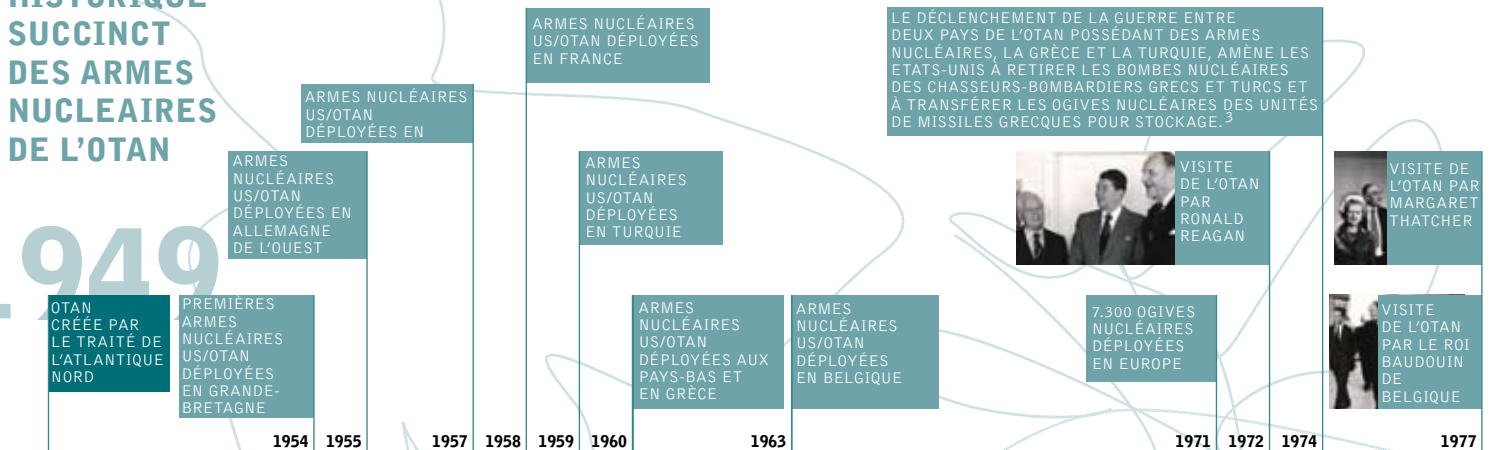 HISTORIQUE
SUCCINCT
DES ARMES
NUCLEAIRES
DE L'OTAN
1949
OTAN
CRÉÉE PAR
LE TRAITÉ DE
L'ATLANTIQUE
NORD
PREMIÈRES
ARMES
NUCLÉAIRES
US/OTAN
DÉPLOYÉES
EN GRANDE-
BRETAGNE
ARMES
NUCLÉAIRES
US/OTAN
DÉPLOYÉES EN
ALLEMAGNE
DE L'OUEST
ARMES NUCLÉAIRES
US/OTAN
DÉPLOYÉES EN
ARMES NUCLÉAIRES
US/OTAN DÉPLOYÉES
EN FRANCE
ARMES
NUCLÉAIRES
US/OTAN
DÉPLOYÉES
EN TURQUIE
ARMES
NUCLÉAIRES
US/OTAN
DÉPLOYÉES AUX
PAYS-BAS ET
EN GRÈCE
ARMES
NUCLÉAIRES
US/OTAN
DÉPLOYÉES
EN BELGIQUE
LE DÉCLENCHEMENT DE LA GUERRE ENTRE
DEUX PAYS DE L'OTAN POSSÉDANT DES ARMES
NUCLÉAIRES, LA GRÈCE ET LA TURQUIE, AMÈNE LES
ETATS-UNIS À RETIRER LES BOMBES NUCLÉAIRES
DES CHASSEURS-BOMBARDIERS GRECS ET TURCS ET
À TRANSFÉRER LES OGIVES NUCLÉAIRES DES UNITÉS
DE MISSILES GRECQUES POUR STOCKAGE.3
VISITE
DE L'OTAN
PAR
RONALD
REAGAN
7.300 OGIVES
NUCLÉAIRES
DÉPLOYÉES
EN EUROPE
VISITE DE
L'OTAN PAR
MARGARET
THATCHER
VISITE
DE L'OTAN
PAR LE ROI
BAUDOUIN
DE
BELGIQUE
1954 1955 1957 1958 1959 1960 1963 1971 1972 1974 1977